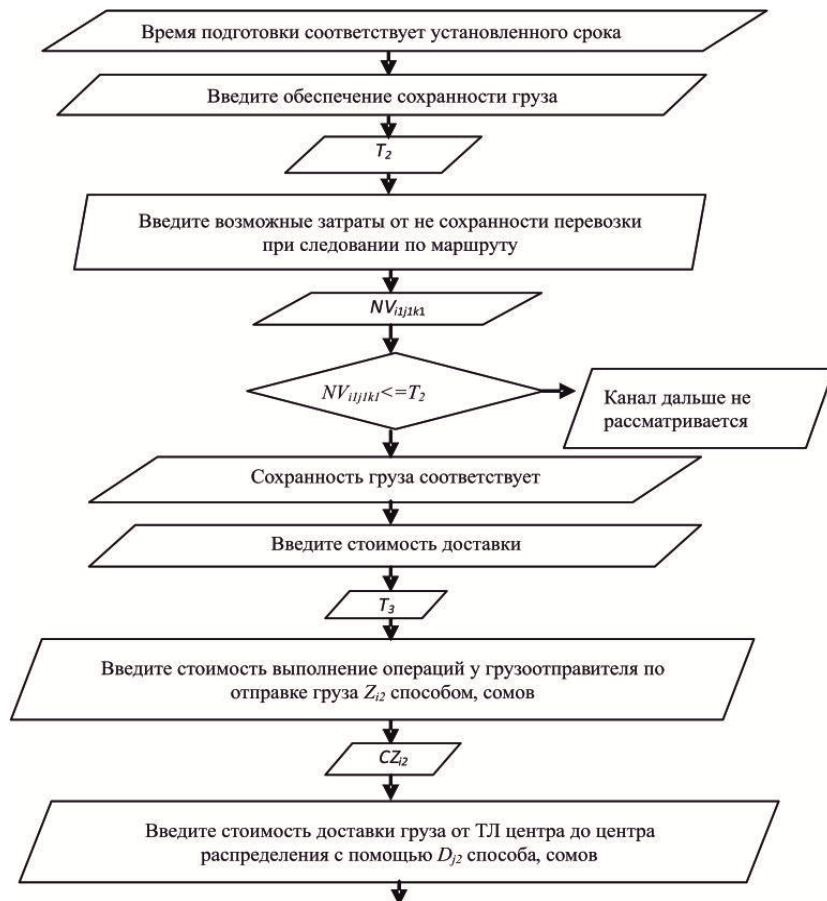 Время подготовки соответствует установленного срока
Введите обеспечение сохранности груза
T2
Введите возможные затраты от не сохранности перевозки
при следовании по маршруту
NVi1j1k1
NVi1j1k1<=T2
Канал дальше не
рассматривается
Сохранность груза соответствует
Введите стоимость доставки
T3
Введите стоимость выполнение операций у грузоотправителя по
отправке груза Zi2 способом, сомов
CZi2
Введите стоимость доставки груза от ТЛ центра до центра
распределения с помощью Dj2 способа, сомов